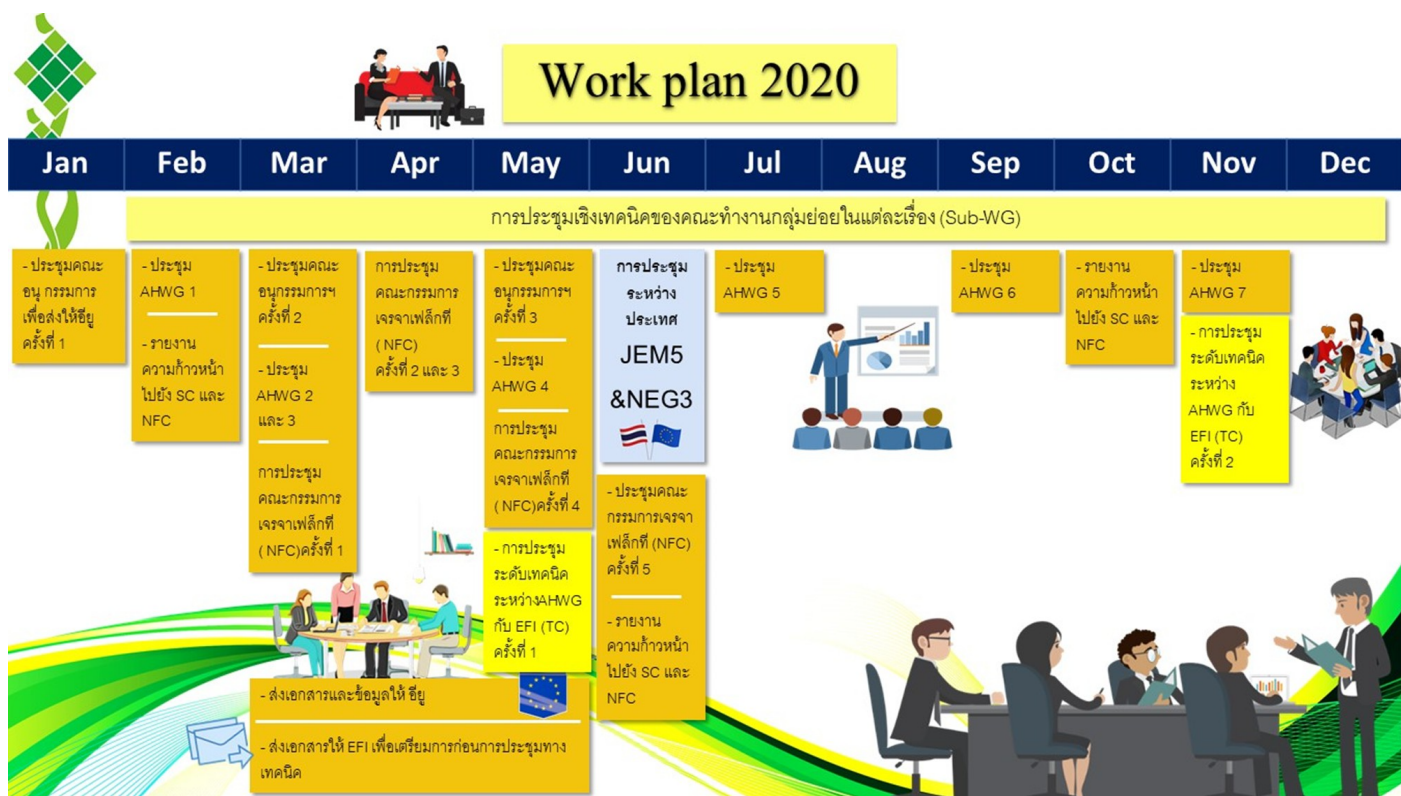 Work plan 2020
Jan Feb Mar Apr May Jun Jul Aug Sep Oct Nov Dec
การประชุมเชิงเทคนิคของคณะทำงานกลุ่มย่อยในแต่ละเรื่อง (Sub-WG)
- ประชุมคณะ
อนุ กรรมการ
เพื่อส่งให้อียู
ครั้งที่ 1
- ประชุม
AHWG 1
- รายงาน
ความก้าวหน้า
ไปยัง SC และ
NFC
- ประชุมคณะ
อนุกรรมการฯ
ครั้งที่ 2
- ประชุม
AHWG 2
และ 3
การประชุม
คณะกรรมการ
เจรจาเฟล็กที
( NFC)ครั้งที่ 1
การประชุม
คณะกรรมการ
เจรจาเฟล็กที
( NFC)
ครั้งที่ 2 และ 3
- ประชุมคณะ
อนุกรรมการฯ
ครั้งที่ 3
- ประชุม
AHWG 4
การประชุม
คณะกรรมการ
เจรจาเฟล็กที
( NFC)ครั้งที่ 4
- การประชุม
ระดับเทคนิค
ระหว่างAHWG
กับ EFI (TC)
ครั้งที่ 1
- ส่งเอกสารและข้อมูลให้ อียู
- ส่งเอกสารให้ EFI เพื่อเตรียมการก่อนการประชุมทาง
เทคนิค
การประชุม
ระหว่าง
ประเทศ
JEM5
&NEG3
- ประชุมคณะ
กรรมการเจรจา
เฟล็กที (NFC)
ครั้งที่ 5
- รายงาน
ความก้าวหน้า
ไปยัง SC และ
NFC
- ประชุม
AHWG 5
- ประชุม
AHWG 6
- รายงาน
ความก้าวหน้า
ไปยัง SC และ
NFC
- ประชุม
AHWG 7
- การประชุม
ระดับเทคนิค
ระหว่าง
AHWG กับ
EFI (TC)
ครั้งที่ 2